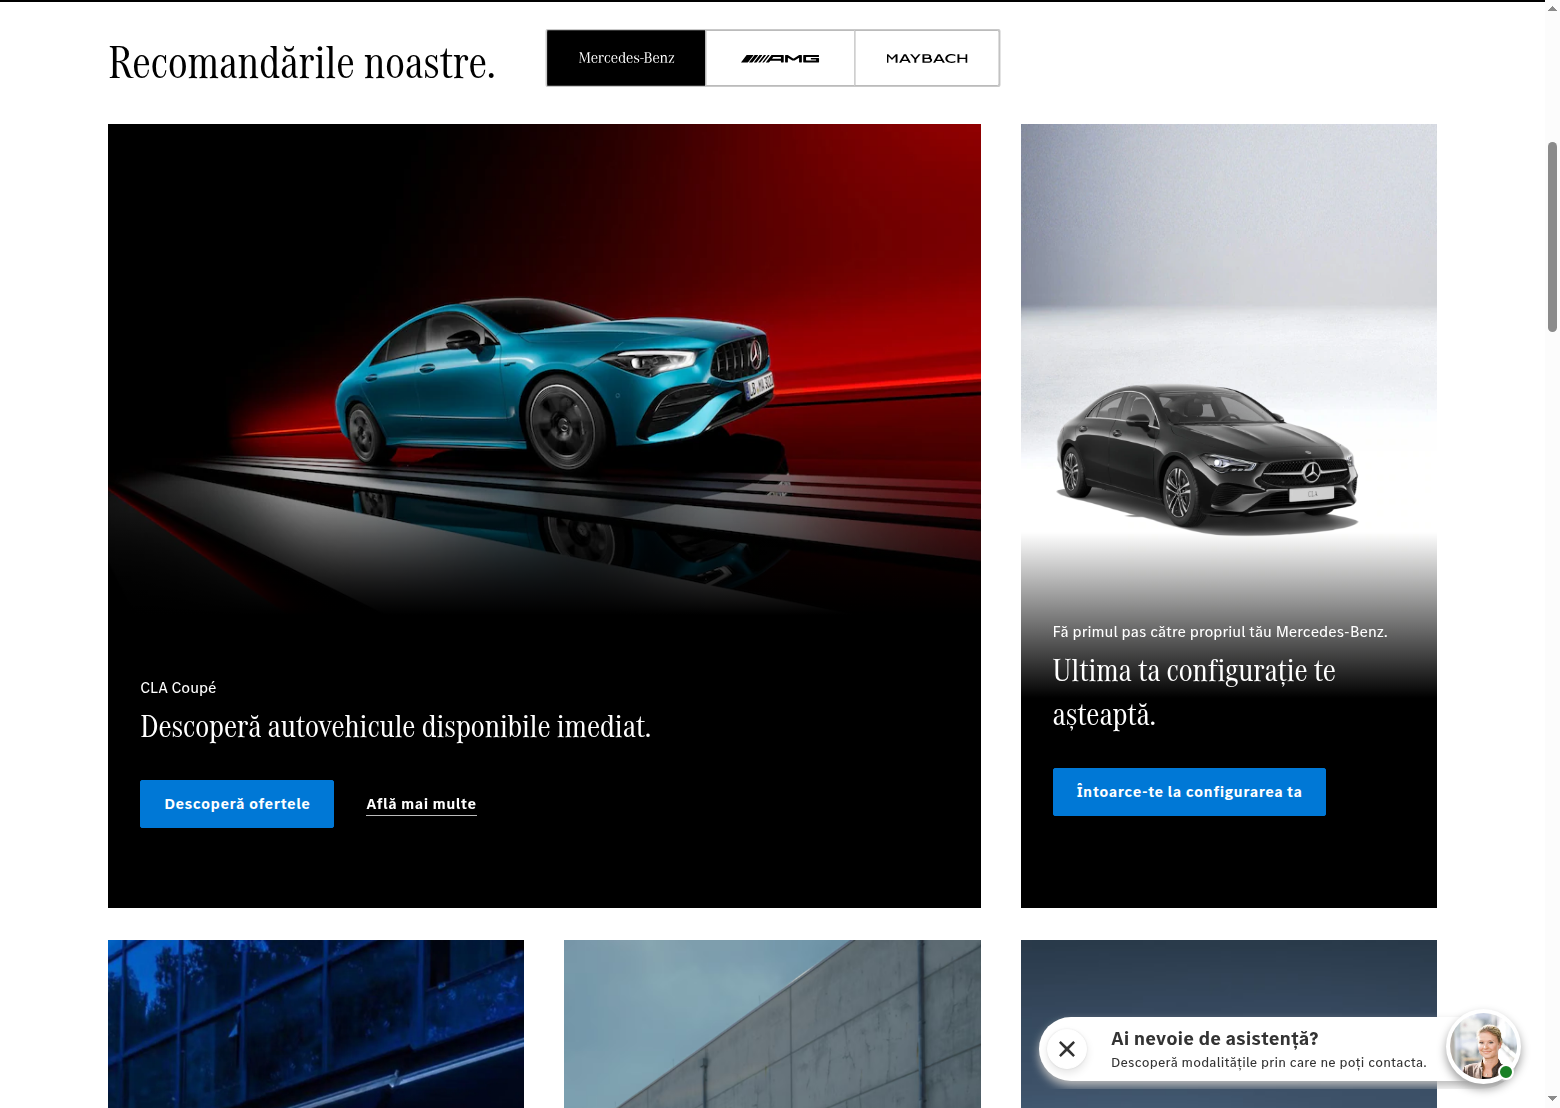 Recomandările noastre.
Mercedes-Benz
AMG
MAYBACH
CLA Coupé
Descoperă autovehicule disponibile imediat.
Descoperă ofertele
Află mai multe
CLA
Fă primul pas către propriul tău Mercedes-Benz.
Ultima ta configurație te
așteaptă.
Întoarce-te la configurarea ta
Ai nevoie de asistență?
Descoperă modalitățile prin care ne poți contacta.